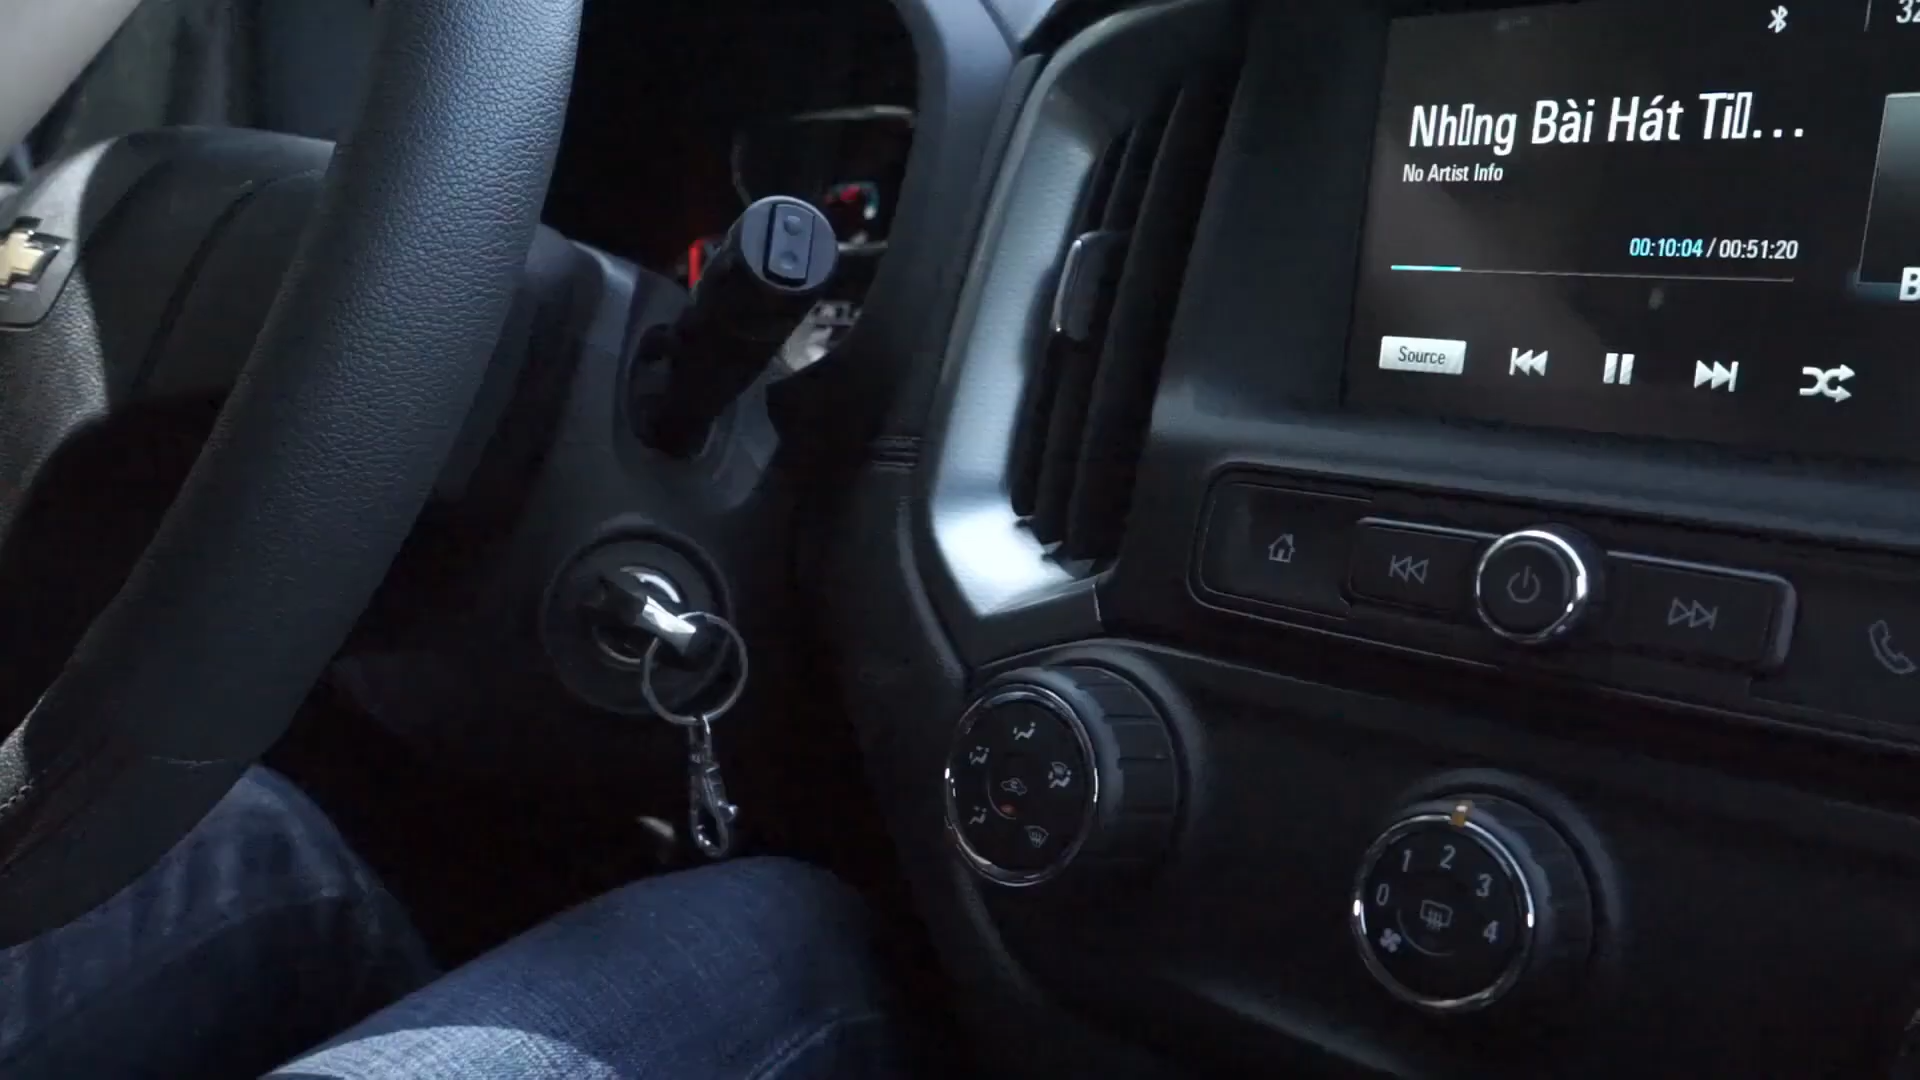 32
Nh▯ng Bài Hát Ti▯...
No Artist Info
00:10:04 / 00:51:20
B
Source
0 1 2 3 4